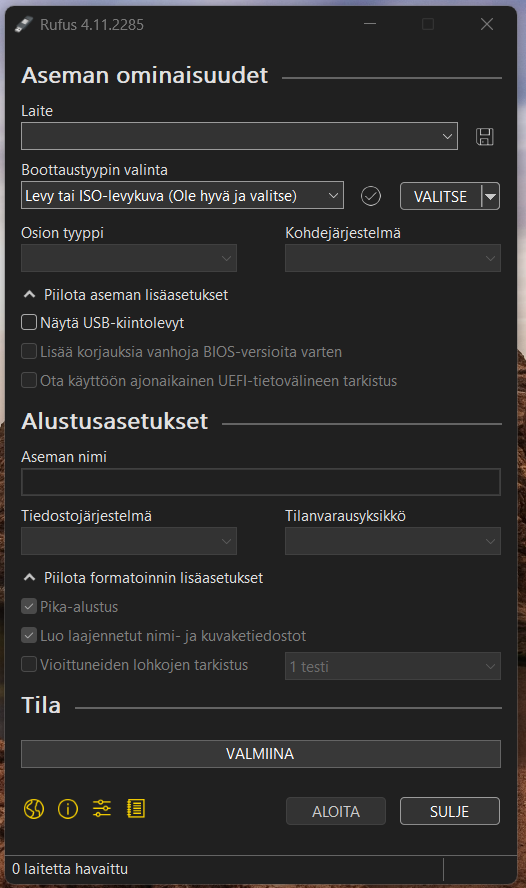 Rufus 4.11.2285
Aseman ominaisuudet
Laite
Boottaustyypin valinta
Levy tai ISO-levykuva (Ole hyvä ja valitse)
VALITSE
Osion tyyppi
Kohdejärjestelmä
Piilota aseman lisäasetukset
Näytä USB-kiintolevyt
Lisää korjauksia vanhoja BIOS-versioita varten
Ota käyttöön ajonaikainen UEFI-tietovälineen tarkistus
Alustusasetukset
Aseman nimi
Tiedostojärjestelmä
Tilanvarausyksikkö
Piilota formatoinnin lisäasetukset
Pika-alustus
Luo laajennetut nimi- ja kuvaketiedostot
Vioittuneiden lohkojen tarkistus
1 testi
Tila
VALMIINA
ALOITA
SULJE
0 laitetta havaittu